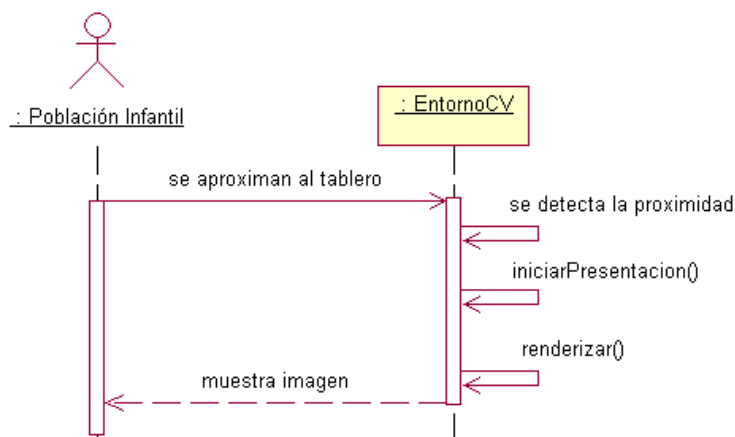 : Población Infantil
: EntornoCV
se aproximan al tablero
se detecta la proximidad
iniciarPresentacion()
renderizar()
muestra imagen